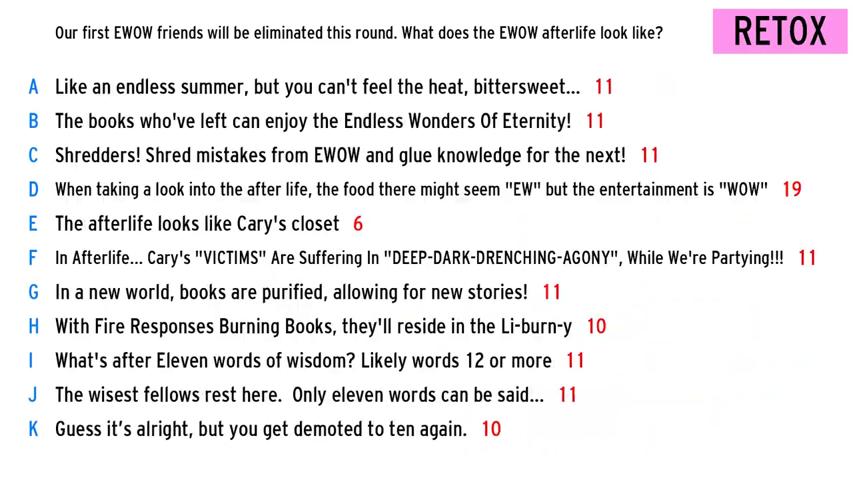 Our first EWOW friends will be eliminated this round. What does the EWOW afterlife look like?
RETOX
A Like an endless summer, but you can't feel the heat, bittersweet... 11
B The books who've left can enjoy the Endless Wonders Of Eternity! 11
C Shredders! Shred mistakes from EWOW and glue knowledge for the next! 11
D When taking a look into the after life, the food there might seem "EW" but the entertainment is "WOW" 19
E The afterlife looks like Cary's closet 6
F In Afterlife... Cary's "VICTIMS" Are Suffering In "DEEP-DARK-DRENCHING-AGONY", While We're Partying!!! 11
G In a new world, books are purified, allowing for new stories! 11
H With Fire Responses Burning Books, they'll reside in the Li-burn-y 10
I What's after Eleven words of wisdom? Likely words 12 or more 11
J The wisest fellows rest here. Only eleven words can be said... 11
K Guess it’s alright, but you get demoted to ten again. 10